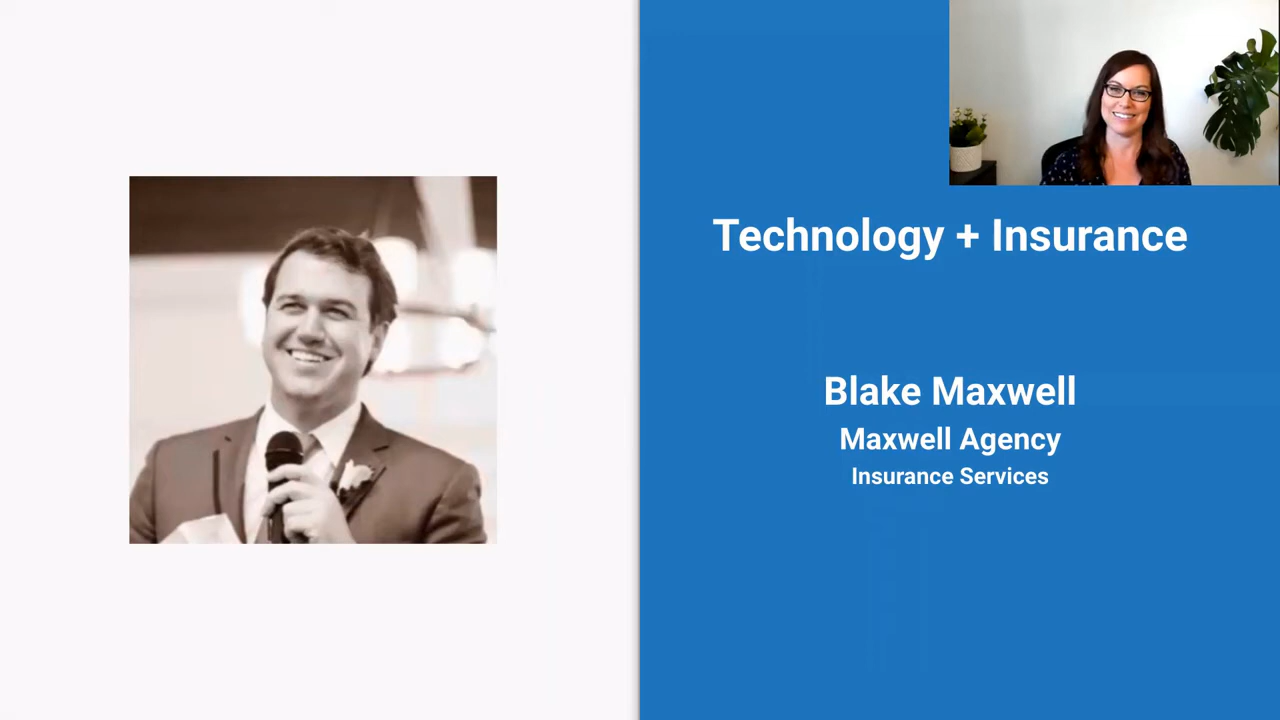 Technology + Insurance
Blake Maxwell
Maxwell Agency
Insurance Services